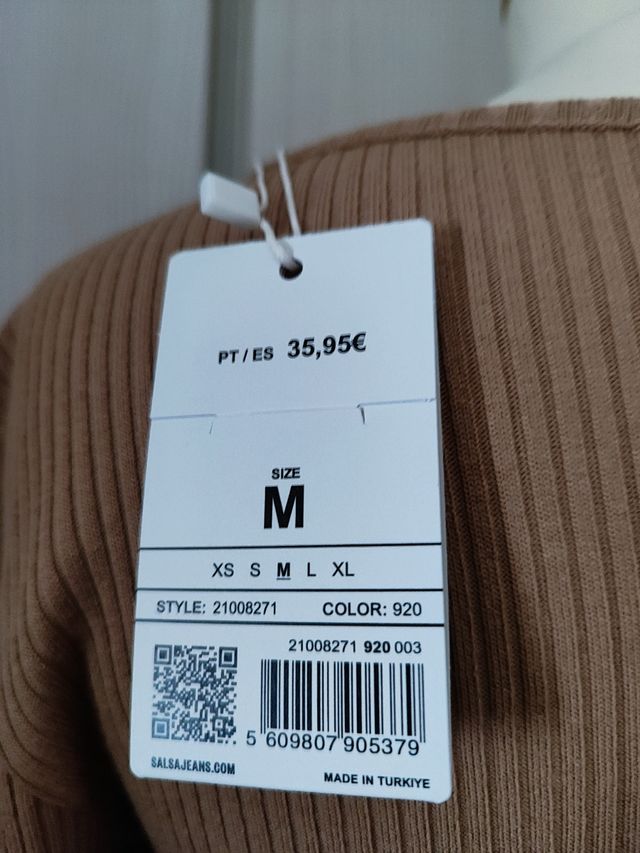 PT / ES 35,95€
SIZE
M
XS S M L XL
STYLE: 21008271 COLOR: 920
21008271 920 003
5 609807 905379
SALSAJEANS.COM
MADE IN TURKIYE